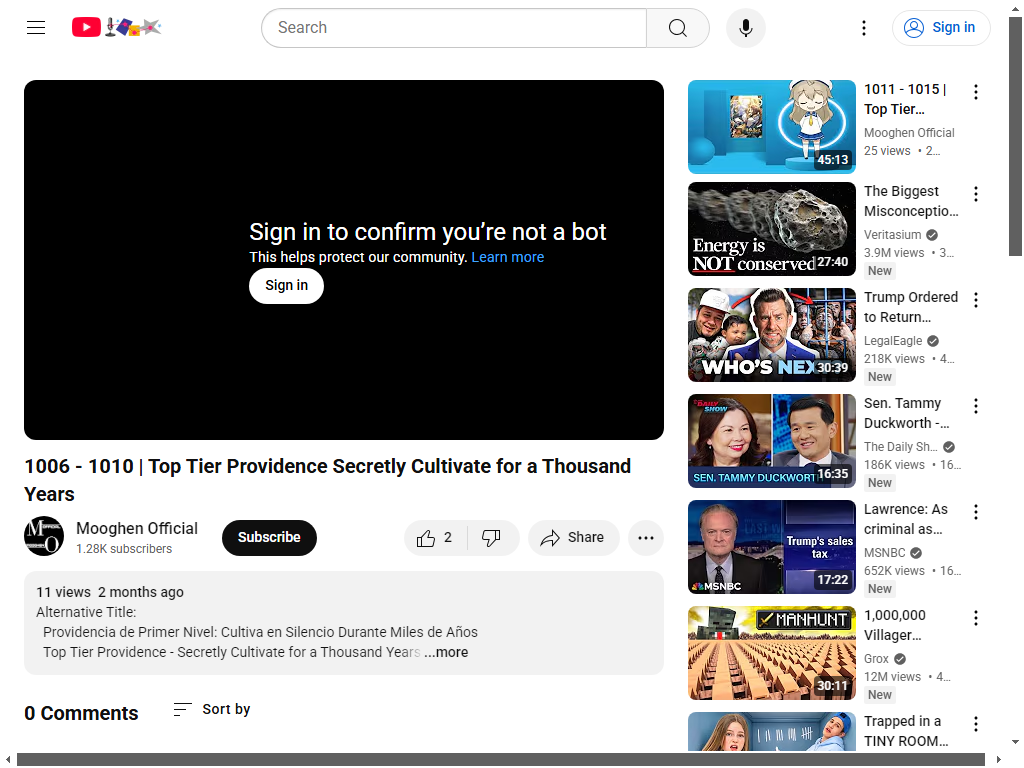 Search
Sign in
Sign in to confirm you’re not a bot
This helps protect our community. Learn more
Sign in
1006 - 1010 | Top Tier Providence Secretly Cultivate for a Thousand
Years
Mooghen Official
1.28K subscribers
Subscribe
2
Share
11 views 2 months ago
Alternative Title:
Providencia de Primer Nivel: Cultiva en Silencio Durante Miles de Años
Top Tier Providence - Secretly Cultivate for a Thousand Years ...more
0 Comments
Sort by
45:13
1011 - 1015 |
Top Tier…
Mooghen Official
25 views • 2…
Energy is
NOT conserved
27:40
The Biggest
Misconceptio…
Veritasium
3.9M views • 3…
New
WHO'S NEX
30:39
Trump Ordered
to Return…
LegalEagle
218K views • 4…
New
DAILY
SHOW
SEN. TAMMY DUCKWORT
16:35
Sen. Tammy
Duckworth -…
The Daily Sh…
186K views • 16…
New
Trump's sales
tax
MSNBC
17:22
Lawrence: As
criminal as…
MSNBC
652K views • 16…
New
MANHUNT
30:11
1,000,000
Villager…
Grox
12M views • 4…
New
Trapped in a
TINY ROOM…